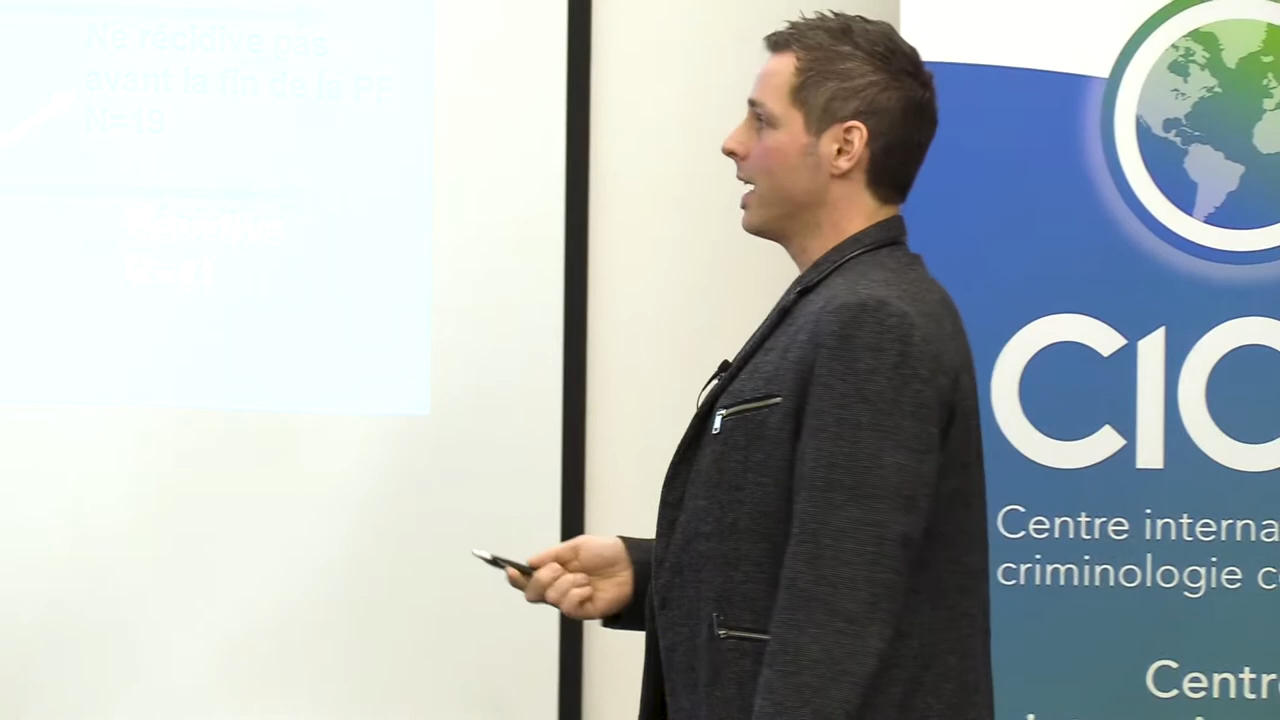 Ne récidive pas
avant la fin de la PF
N=19
CIC
Centre interna
criminologie c
Centr